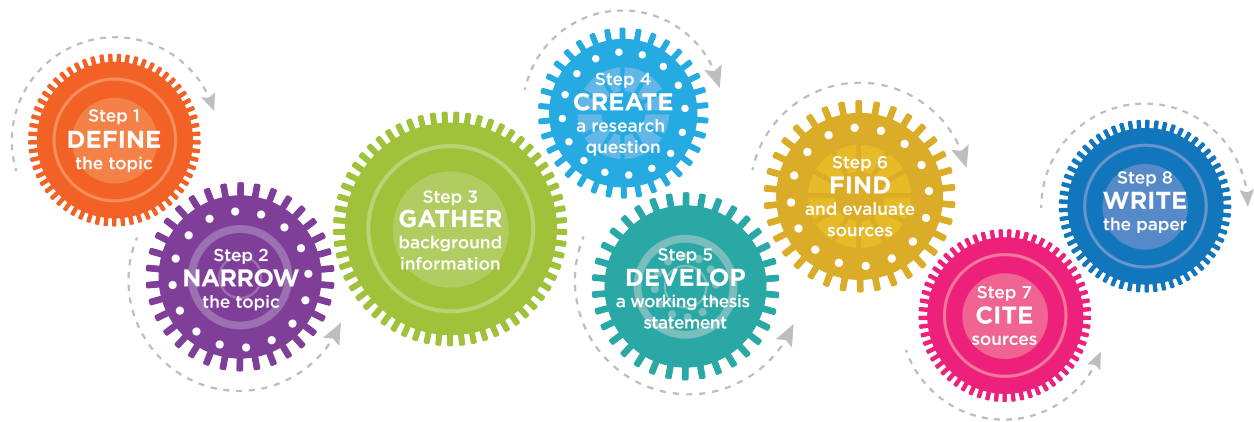 Step 1
DEFINE
the topic
Step 2
NARROW
the topic
Step 3
GATHER
background
information
Step 4
CREATE
a research
question
Step 5
DEVELOP
a working thesis
statement
Step 6
FIND
and evaluate
sources
Step 7
CITE
sources
Step 8
WRITE
the paper